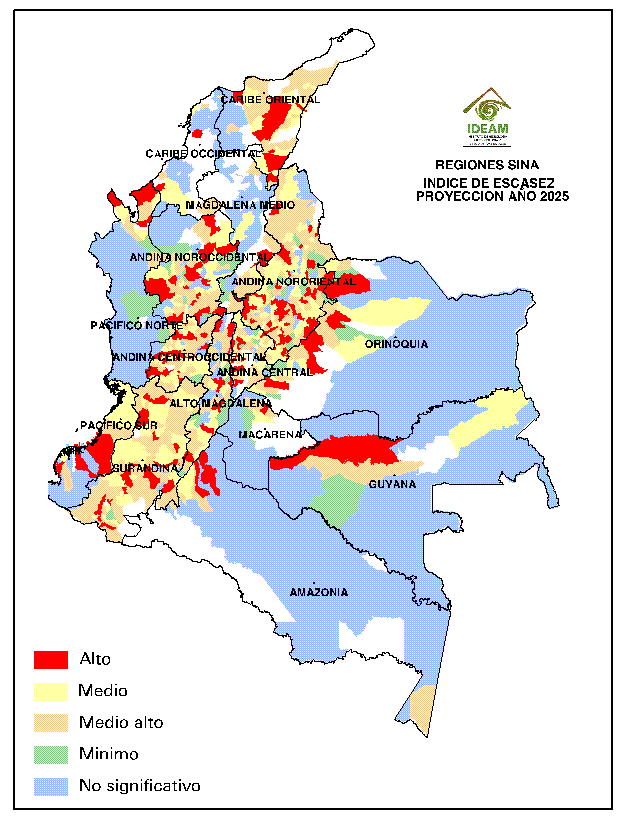 CARIBE ORIENTAL
IDEAM
REGIONES SINA
INDICE DE ESCASEZ
PROYECCION AÑO 2025
CARIBE OCCIDENTAL
MAGDALENA MEDIO
ANDINA NOROCCIDENTAL
ANDINA NORORIENTAL
PACIFICO NORTE
ORINOQUIA
ANDINA CENTROCCIDENTAL
ANDINA CENTRAL
ALTO MAGDALENA
PACIFICO SUR
MACARENA
SURANDINA
GUYANA
AMAZONIA
Alto
Medio
Medio alto
Minimo
No significativo